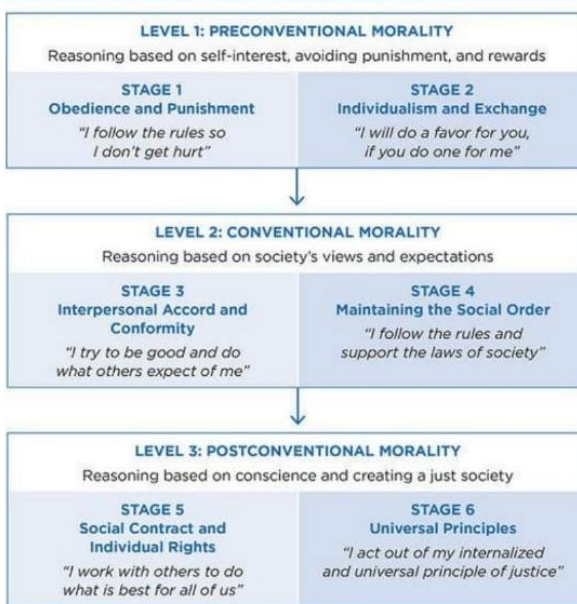 LEVEL 1: PRECONVENTIONAL MORALITY
Reasoning based on self-interest, avoiding punishment, and rewards
STAGE 1
Obedience and Punishment
"I follow the rules so
I don't get hurt"
STAGE 2
Individualism and Exchange
"I will do a favor for you,
if you do one for me"
LEVEL 2: CONVENTIONAL MORALITY
Reasoning based on society's views and expectations
STAGE 3
Interpersonal Accord and
Conformity
"I try to be good and do
what others expect of me"
STAGE 4
Maintaining the Social Order
"I follow the rules and
support the laws of society"
LEVEL 3: POSTCONVENTIONAL MORALITY
Reasoning based on conscience and creating a just society
STAGE 5
Social Contract and
Individual Rights
"I work with others to do
what is best for all of us"
STAGE 6
Universal Principles
"I act out of my internalized
and universal principle of justice"